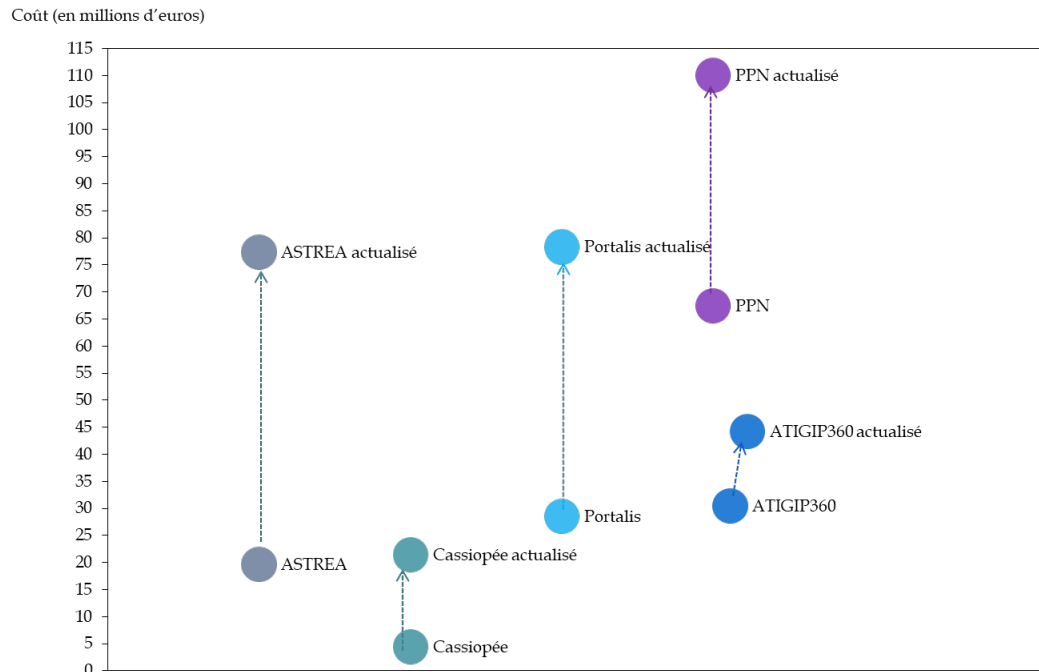 Coût (en millions d’euros)
115
110
105
100
95
90
85
80
75
70
65
60
55
50
45
40
35
30
25
20
15
10
5
0
PPN actualisé
ASTREA actualisé
Portalis actualisé
PPN
ATIGIP360 actualisé
Portalis
ATIGIP360
ASTREA
Cassiopée actualisé
Cassiopée